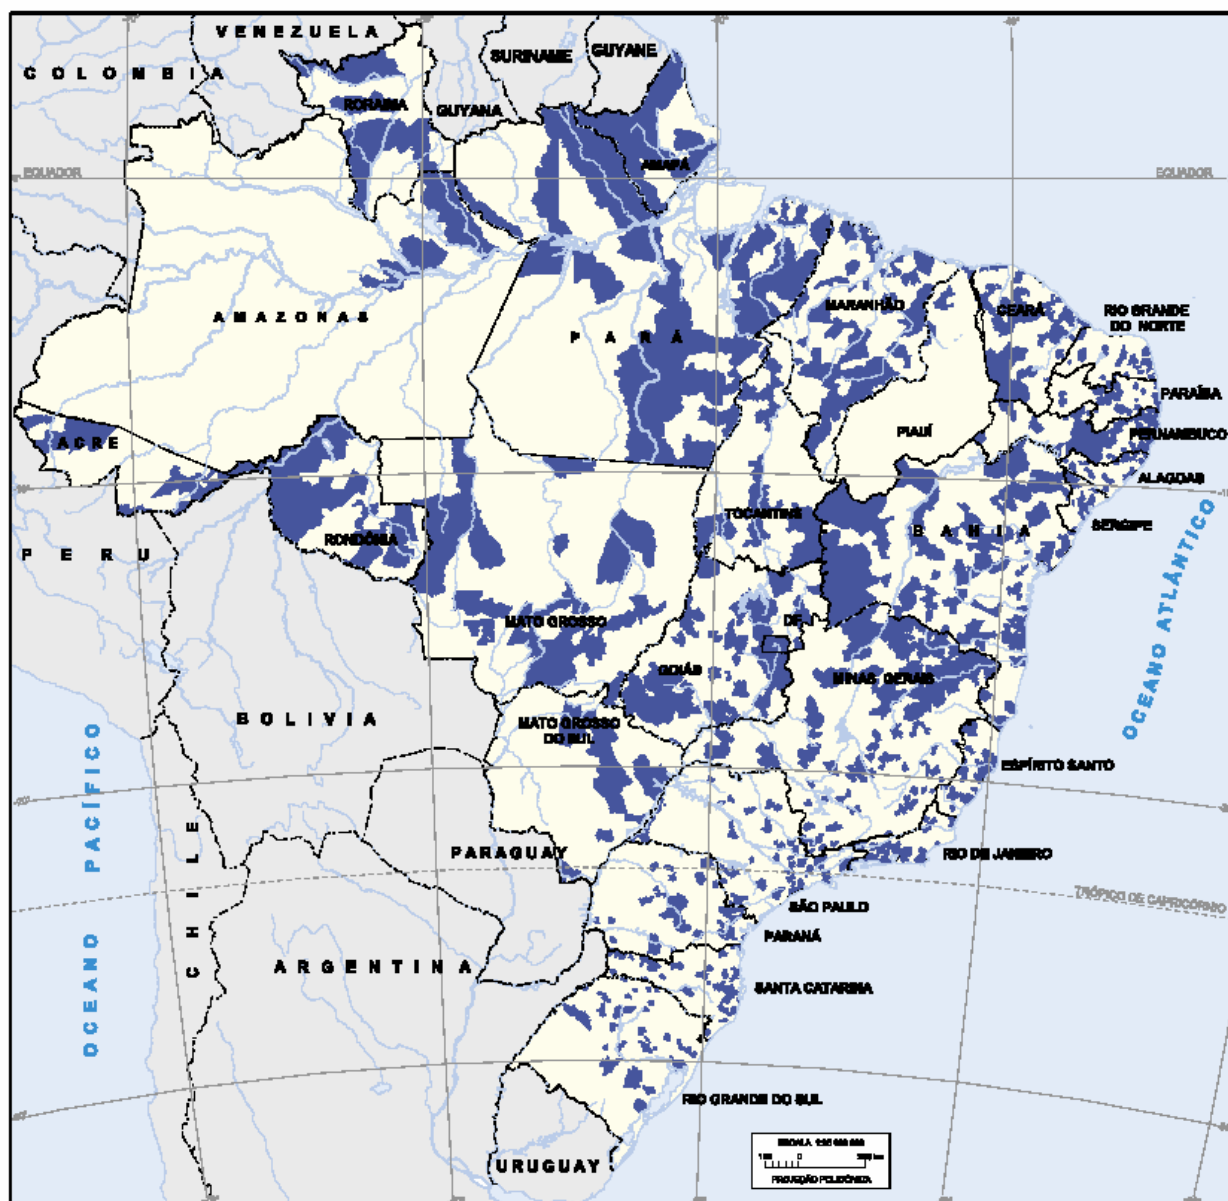 VENEZUELA
SURINAME
GUYANE
COLOMBIA
RORAIMA
GUYANA
AMAPÁ
EQUADOR
EQUADOR
AMAZONAS
PARÁ
MARANHÃO
CEARÁ
RIO GRANDE
DO NORTE
PARAÍBA
ACRE
PIAUÍ
PERNAMBUCO
ALAGOAS
TOCANTINS
BAHIA
SERGIPE
PERU
RONDÔNIA
MATO GROSSO
DF
GOIÁS
MINAS GERAIS
OCEANO ATLÂNTICO
BOLIVIA
MATO GROSSO
DO SUL
ESPÍRITO SANTO
OCEANO PACÍFICO
CHILE
PARAGUAY
RIO DE JANEIRO
TRÓPICO DE CAPRICÓRNIO
SÃO PAULO
PARANÁ
ARGENTINA
SANTA CATARINA
RIO GRANDE DO SUL
URUGUAY
PROJEÇÃO POLICÔNICA